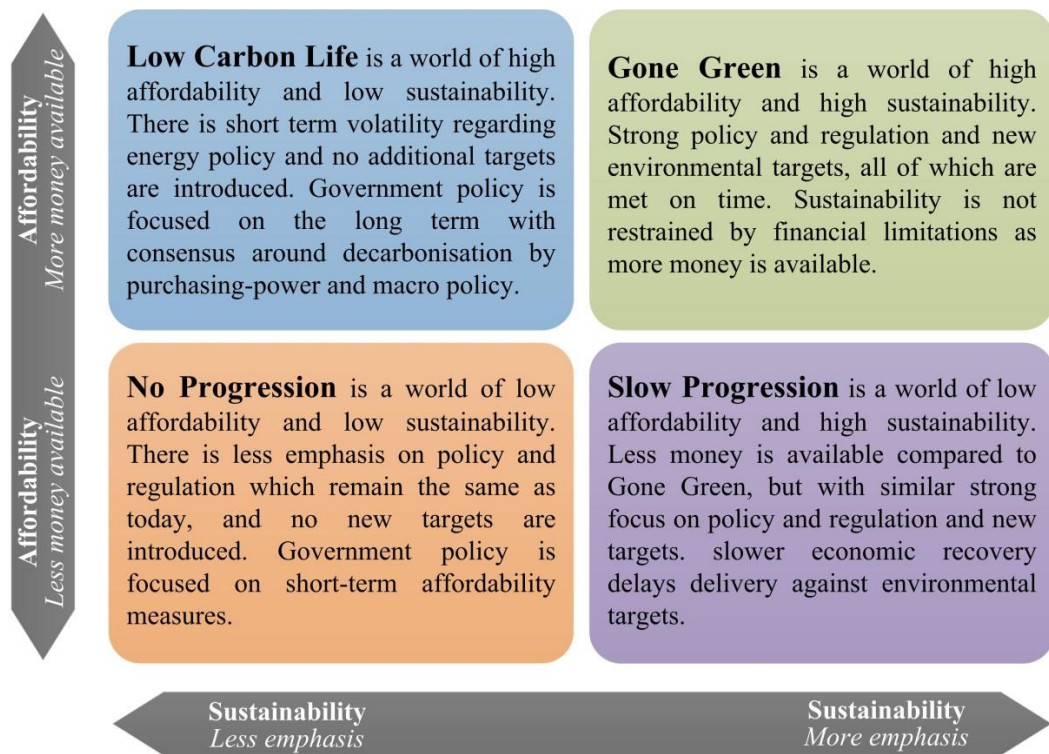 Affordability
More money available
Low Carbon Life is a world of high
affordability and low sustainability.
There is short term volatility regarding
energy policy and no additional targets
are introduced. Government policy is
focused on the long term with
consensus around decarbonisation by
purchasing-power and macro policy.
Gone Green is a world of high
affordability and high sustainability.
Strong policy and regulation and new
environmental targets, all of which are
met on time. Sustainability is not
restrained by financial limitations as
more money is available.
Affordability
Less money available
No Progression is a world of low
affordability and low sustainability.
There is less emphasis on policy and
regulation which remain the same as
today, and no new targets are
introduced. Government policy is
focused on short-term affordability
measures.
Slow Progression is a world of low
affordability and high sustainability.
Less money is available compared to
Gone Green, but with similar strong
focus on policy and regulation and new
targets. slower economic recovery
delays delivery against environmental
targets.
Sustainability
Less emphasis
Sustainability
More emphasis